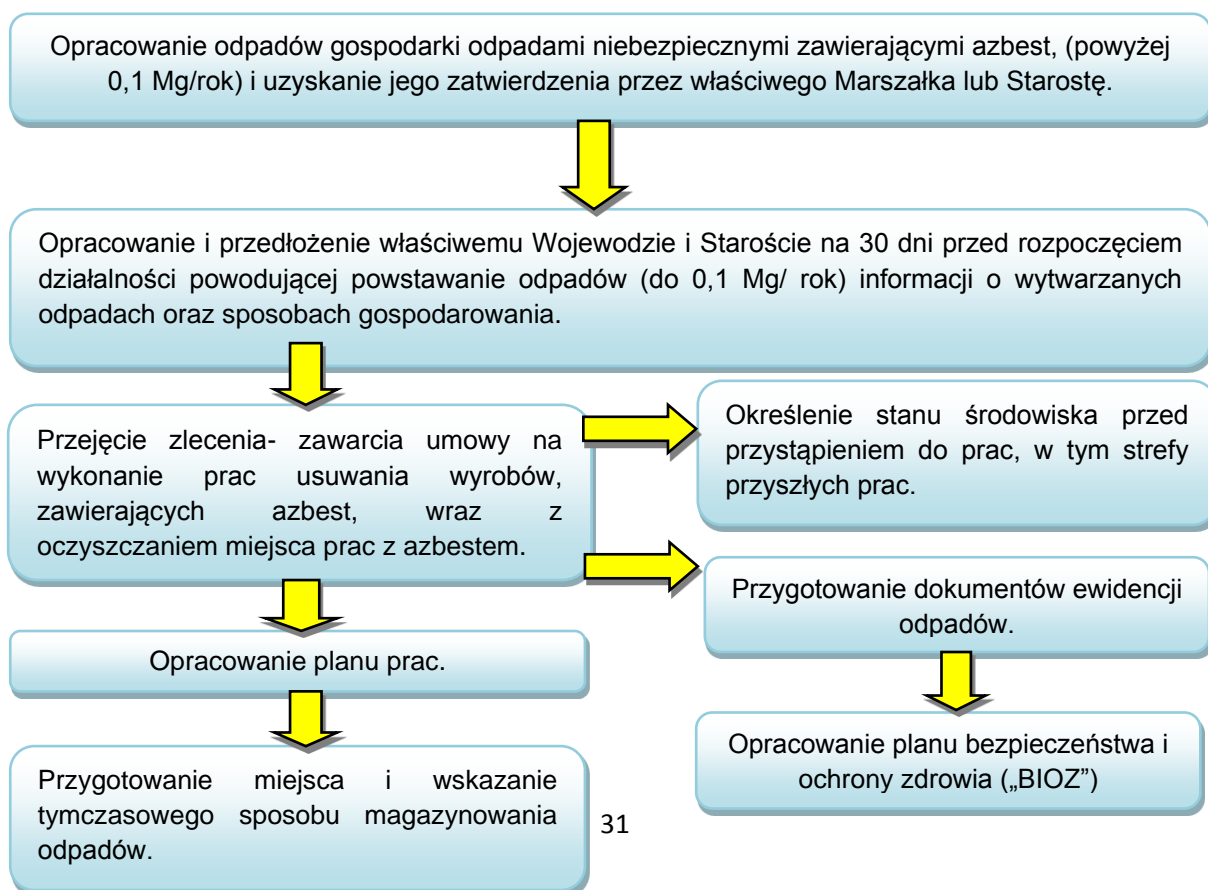 Opracowanie odpadów gospodarki odpadami niebezpiecznymi zawierającymi azbest, (powyżej
0,1 Mg/rok) i uzyskanie jego zatwierdzenia przez właściwego Marszałka lub Starostę.
Opracowanie i przedłożenie właściwemu Wojewodzie i Staroście na 30 dni przed rozpoczęciem
działalności powodującej powstawanie odpadów (do 0,1 Mg/ rok) informacji o wytwarzanych
odpadach oraz sposobach gospodarowania.
Przejęcie zlecenia- zawarcia umowy na
wykonanie prac usuwania wyrobów,
zawierających azbest, wraz z
oczyszczaniem miejsca prac z azbestem.
Określenie stanu środowiska przed
przystąpieniem do prac, w tym strefy
przyszłych prac.
Przygotowanie dokumentów ewidencji
odpadów.
Opracowanie planu prac.
Opracowanie planu bezpieczeństwa i
ochrony zdrowia („BIOZ”)
Przygotowanie miejsca i wskazanie
tymczasowego sposobu magazynowania
odpadów.
31